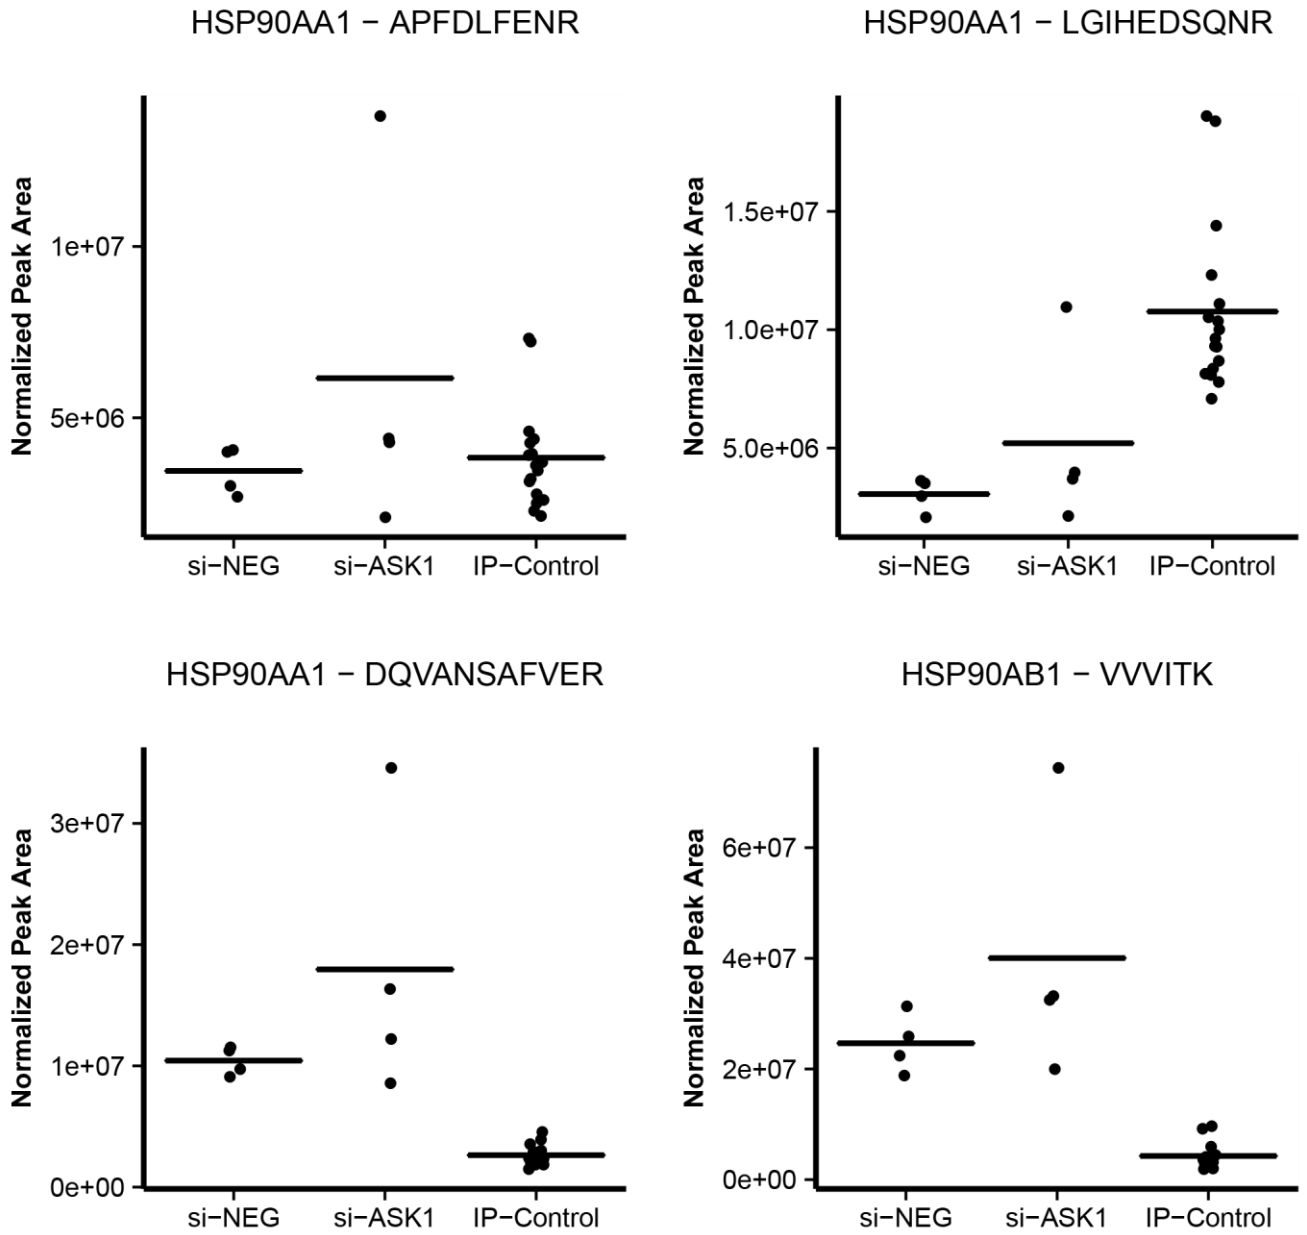 HSP90AA1 − APFDLFENR
Normalized Peak Area
1e+07
5e+06
si−NEG si−ASK1 IP−Control
HSP90AA1 − LGIHEDSQNR
Normalized Peak Area
1.5e+07
1.0e+07
5.0e+06
si−NEG si−ASK1 IP−Control
HSP90AA1 − DQVANSAFVER
Normalized Peak Area
3e+07
2e+07
1e+07
0e+00
si−NEG si−ASK1 IP−Control
HSP90AB1 − VVVITK
Normalized Peak Area
6e+07
4e+07
2e+07
0e+00
si−NEG si−ASK1 IP−Control